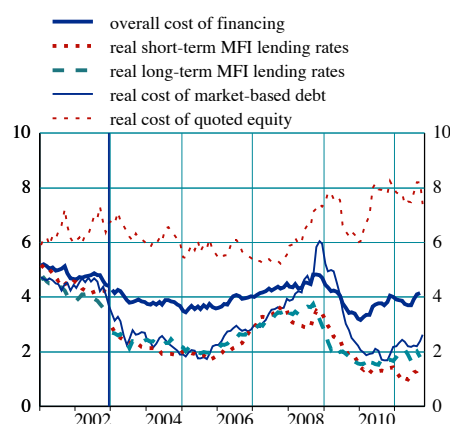 overall cost of financing
real short-term MFI lending rates
real long-term MFI lending rates
real cost of market-based debt
real cost of quoted equity
10 10
8 8
6 6
4 4
2 2
0 0
2002 2004 2006 2008 2010